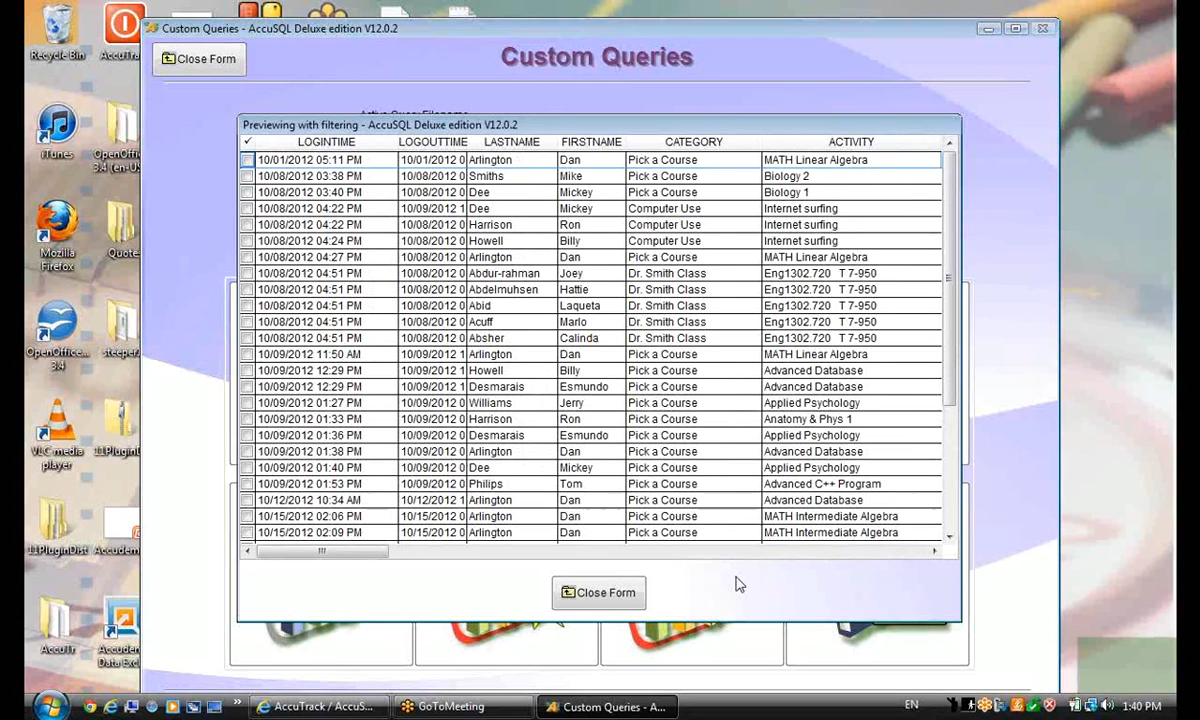 Recycle Bin
AccuTra
iTunes
OpenOffi...
3.4 (en-US
Mozilla
Firefox
Quote
OpenOffice...
3.4
steepe
VLC media
player
11Plugin
11PluginDist
Accudem
AccuTr
Accuden
Data Exc
Custom Queries - AccuSQL Deluxe edition V12.0.2
Close Form
Custom Queries
Previewing with filtering - AccuSQL Deluxe edition V12.0.2
✓ LOGINTIME LOGOUTTIME LASTNAME FIRSTNAME CATEGORY ACTIVITY
10/01/2012 05:11 PM 10/01/2012 0 Arlington Dan Pick a Course MATH Linear Algebra
10/08/2012 03:38 PM 10/08/2012 0 Smiths Mike Pick a Course Biology 2
10/08/2012 03:40 PM 10/08/2012 0 Dee Mickey Pick a Course Biology 1
10/08/2012 04:22 PM 10/09/2012 1 Dee Mickey Computer Use Internet surfing
10/08/2012 04:22 PM 10/08/2012 0 Harrison Ron Computer Use Internet surfing
10/08/2012 04:24 PM 10/08/2012 0 Howell Billy Computer Use Internet surfing
10/08/2012 04:27 PM 10/08/2012 0 Arlington Dan Pick a Course MATH Linear Algebra
10/08/2012 04:51 PM 10/08/2012 0 Abdur-rahman Joey Dr. Smith Class Eng1302.720 T 7-950
10/08/2012 04:51 PM 10/08/2012 0 Abdelmuhsen Hattie Dr. Smith Class Eng1302.720 T 7-950
10/08/2012 04:51 PM 10/08/2012 0 Abid Laqueta Dr. Smith Class Eng1302.720 T 7-950
10/08/2012 04:51 PM 10/08/2012 0 Acuff Marlo Dr. Smith Class Eng1302.720 T 7-950
10/08/2012 04:51 PM 10/08/2012 0 Absher Calinda Dr. Smith Class Eng1302.720 T 7-950
10/09/2012 11:50 AM 10/09/2012 1 Arlington Dan Pick a Course MATH Linear Algebra
10/09/2012 12:29 PM 10/09/2012 1 Howell Billy Pick a Course Advanced Database
10/09/2012 12:29 PM 10/09/2012 1 Desmarais Esmundo Pick a Course Advanced Database
10/09/2012 01:27 PM 10/09/2012 0 Williams Jerry Pick a Course Applied Psychology
10/09/2012 01:33 PM 10/09/2012 0 Harrison Ron Pick a Course Anatomy & Phys 1
10/09/2012 01:36 PM 10/09/2012 0 Desmarais Esmundo Pick a Course Applied Psychology
10/09/2012 01:38 PM 10/09/2012 0 Arlington Dan Pick a Course Advanced Database
10/09/2012 01:40 PM 10/09/2012 0 Dee Mickey Pick a Course Applied Psychology
10/09/2012 01:53 PM 10/09/2012 0 Philips Tom Pick a Course Advanced C++ Program
10/12/2012 10:34 AM 10/12/2012 1 Arlington Dan Pick a Course Advanced Database
10/15/2012 02:06 PM 10/15/2012 0 Arlington Dan Pick a Course MATH Intermediate Algebra
10/15/2012 02:09 PM 10/15/2012 0 Arlington Dan Pick a Course MATH Intermediate Algebra
Close Form
AccuTrack / AccuS...
GoToMeeting
Custom Queries - A...
EN
1:40 PM